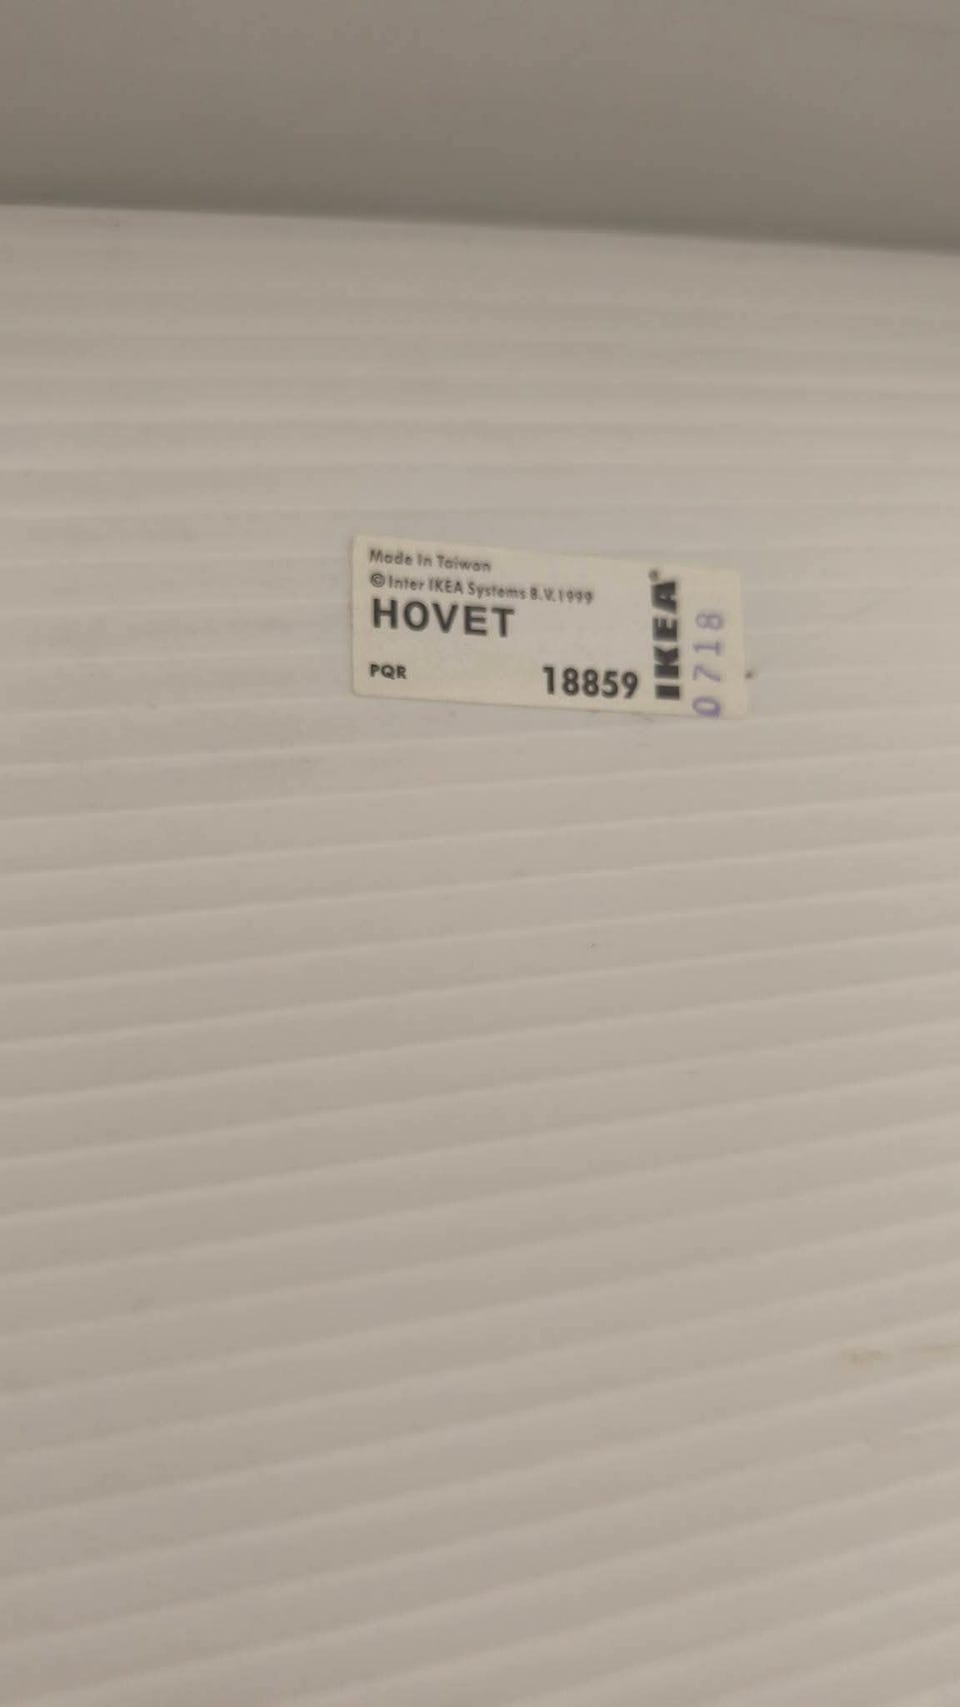 Made In Taiwan
©Inter IKEA Systems B.V.1999
HOVET
PQR 18859
IKEA®
0718